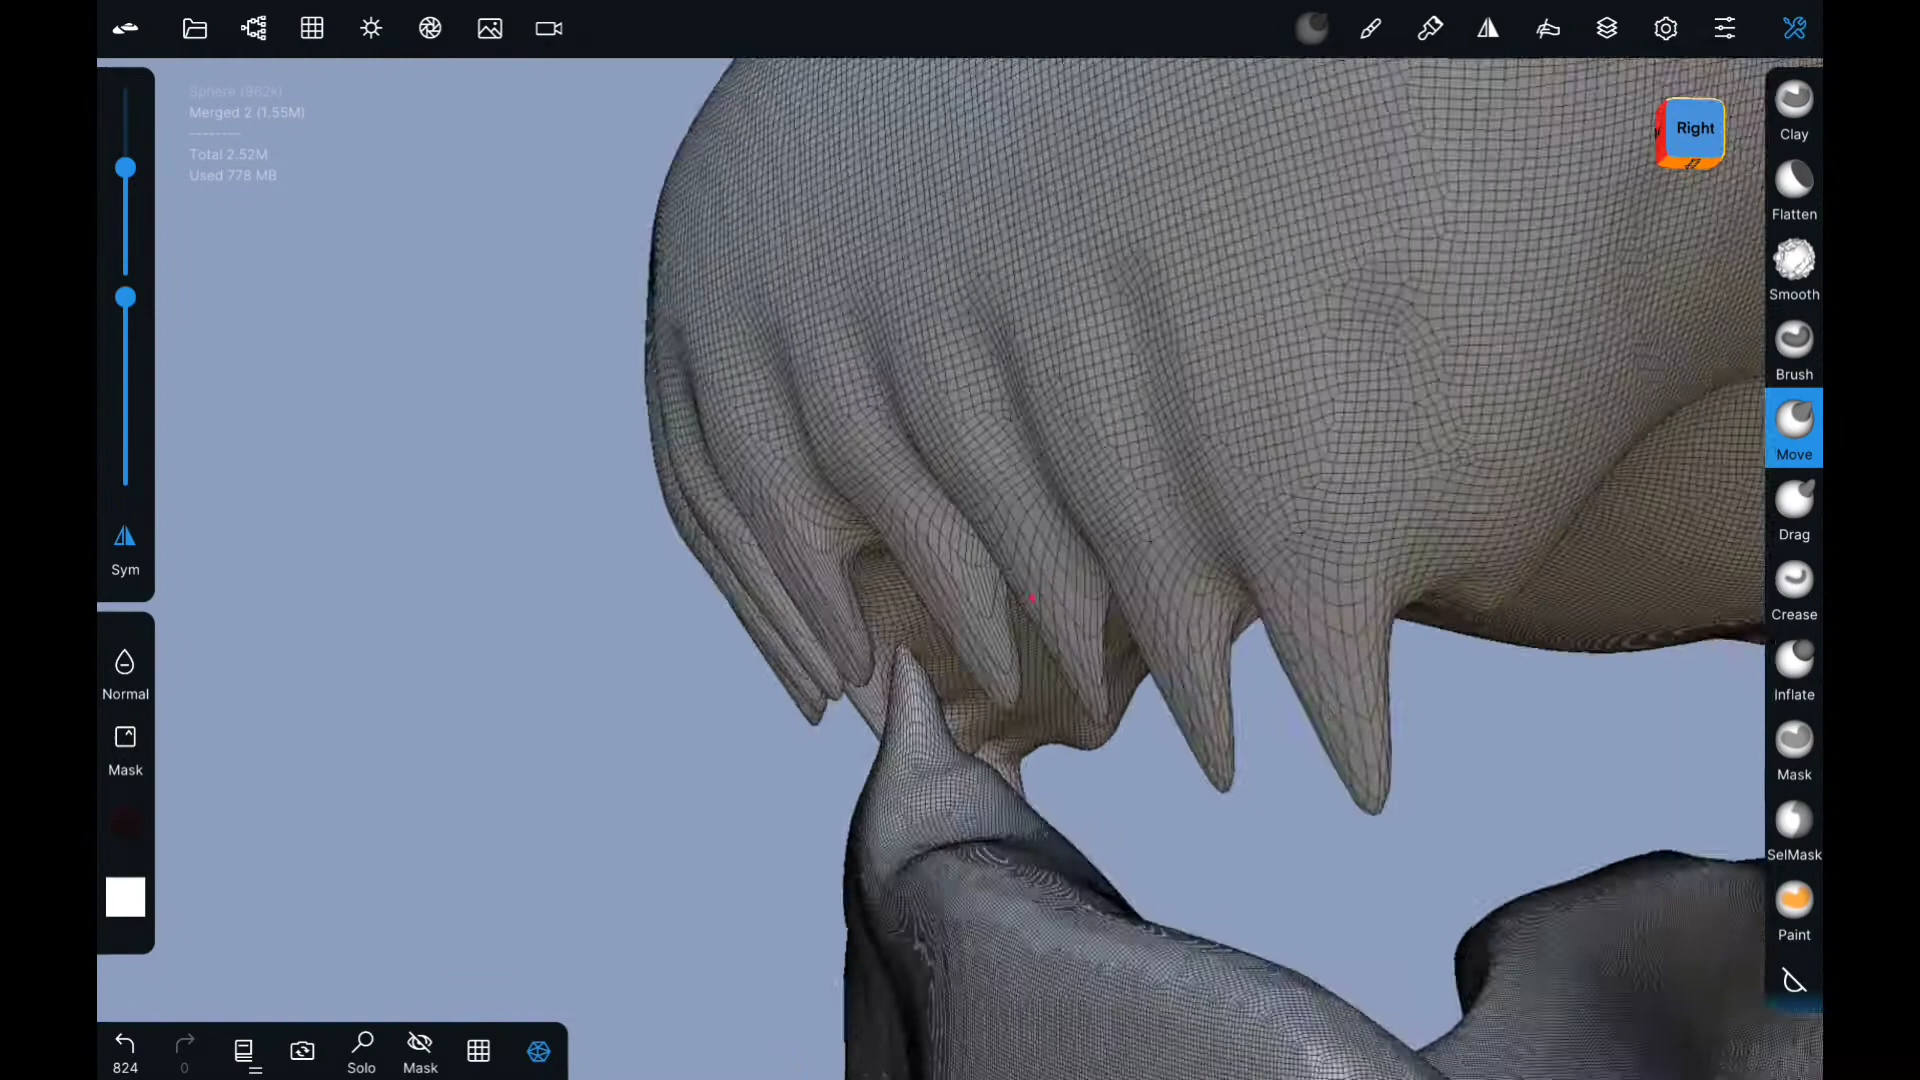 Sphere (962k)
Merged 2 (1.55M)
--------
Total 2.52M
Used 778 MB
Right
Clay
Flatten
Smooth
Brush
Move
Drag
Crease
Inflate
Mask
SelMask
Paint
Sym
Normal
Mask
824
0
Solo
Mask